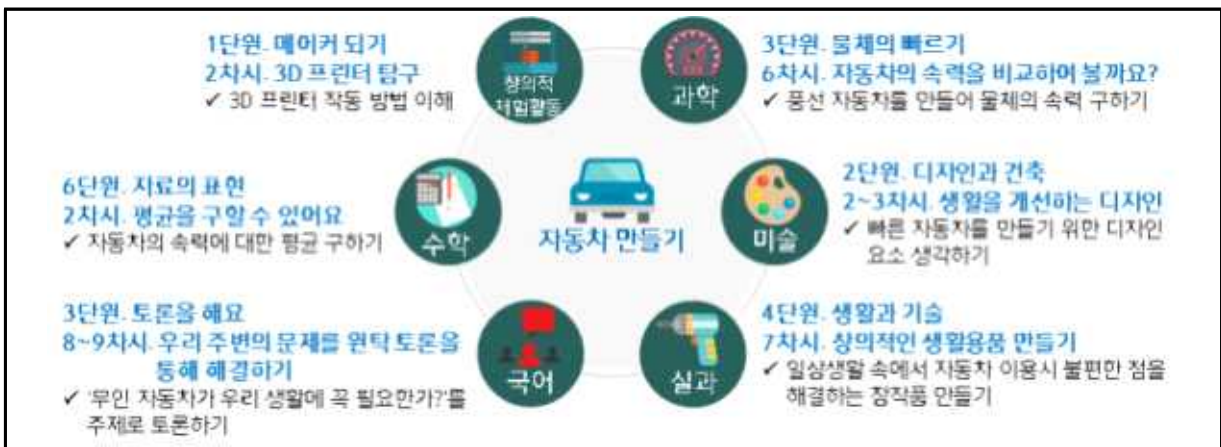 1단원. 메이커 되기
2차시. 3D 프린터 탐구
✓ 3D 프린터 작동 방법 이해
창의적
체험활동
과학
3단원. 물체의 빠르기
6차시. 자동차의 속력을 비교하여 볼까요?
✓ 풍선 자동차를 만들어 물체의 속력 구하기
6단원. 자료의 표현
2차시. 평균을 구할 수 있어요
✓ 자동차의 속력에 대한 평균 구하기
수학
자동차 만들기
미술
2단원. 디자인과 건축
2~3차시. 생활을 개선하는 디자인
✓ 빠른 자동차를 만들기 위한 디자인
요소 생각하기
3단원. 토론을 해요
8~9차시. 우리 주변의 문제를 원탁 토론을
통해 해결하기
✓ '무인 자동차가 우리 생활에 꼭 필요한가?'를
주제로 토론하기
국어
실과
4단원. 생활과 기술
7차시. 창의적인 생활용품 만들기
✓ 일상생활 속에서 자동차 이용시 불편한 점을
해결하는 창작품 만들기